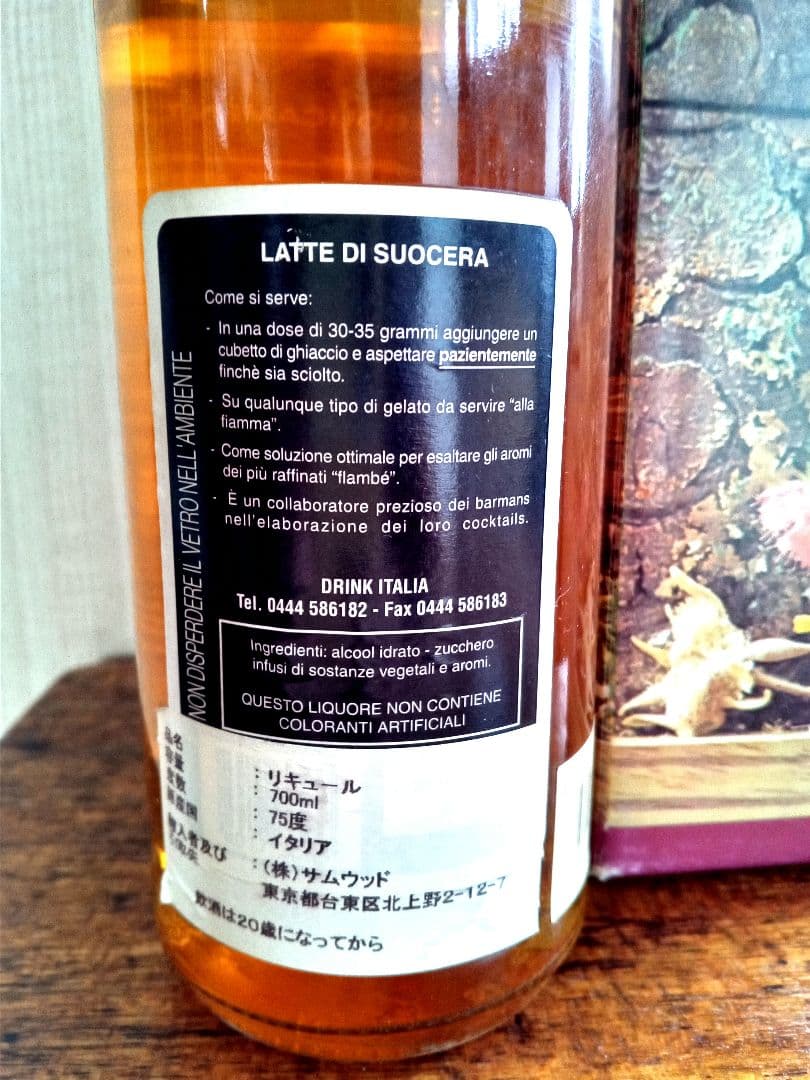 LATTE DI SUOCERA
Come si serve:
- In una dose di 30-35 grammi aggiungere un
cubetto di ghiaccio e aspettare pazientemente
finchè sia sciolto.
- Su qualunque tipo di gelato da servire “alla
fiamma”.
- Come soluzione ottimale per esaltare gli aromi
dei più raffinati “flambé”.
- È un collaboratore prezioso dei barmans
nell'elaborazione dei loro cocktails.
NON DISPERDERE IL VETRO NELL'AMBIENTE
DRINK ITALIA
Tel. 0444 586182 - Fax 0444 586183
Ingredienti: alcool idrato - zucchero
infusi di sostanze vegetali e aromi.
QUESTO LIQUORE NON CONTIENE
COLORANTI ARTIFICIALI
品名 : リキュール
容量 : 700ml
度数 : 75度
原産国 : イタリア
輸入者及び : (株)サムウッド
東京都台東区北上野2-12-7
飲酒は20歳になってから